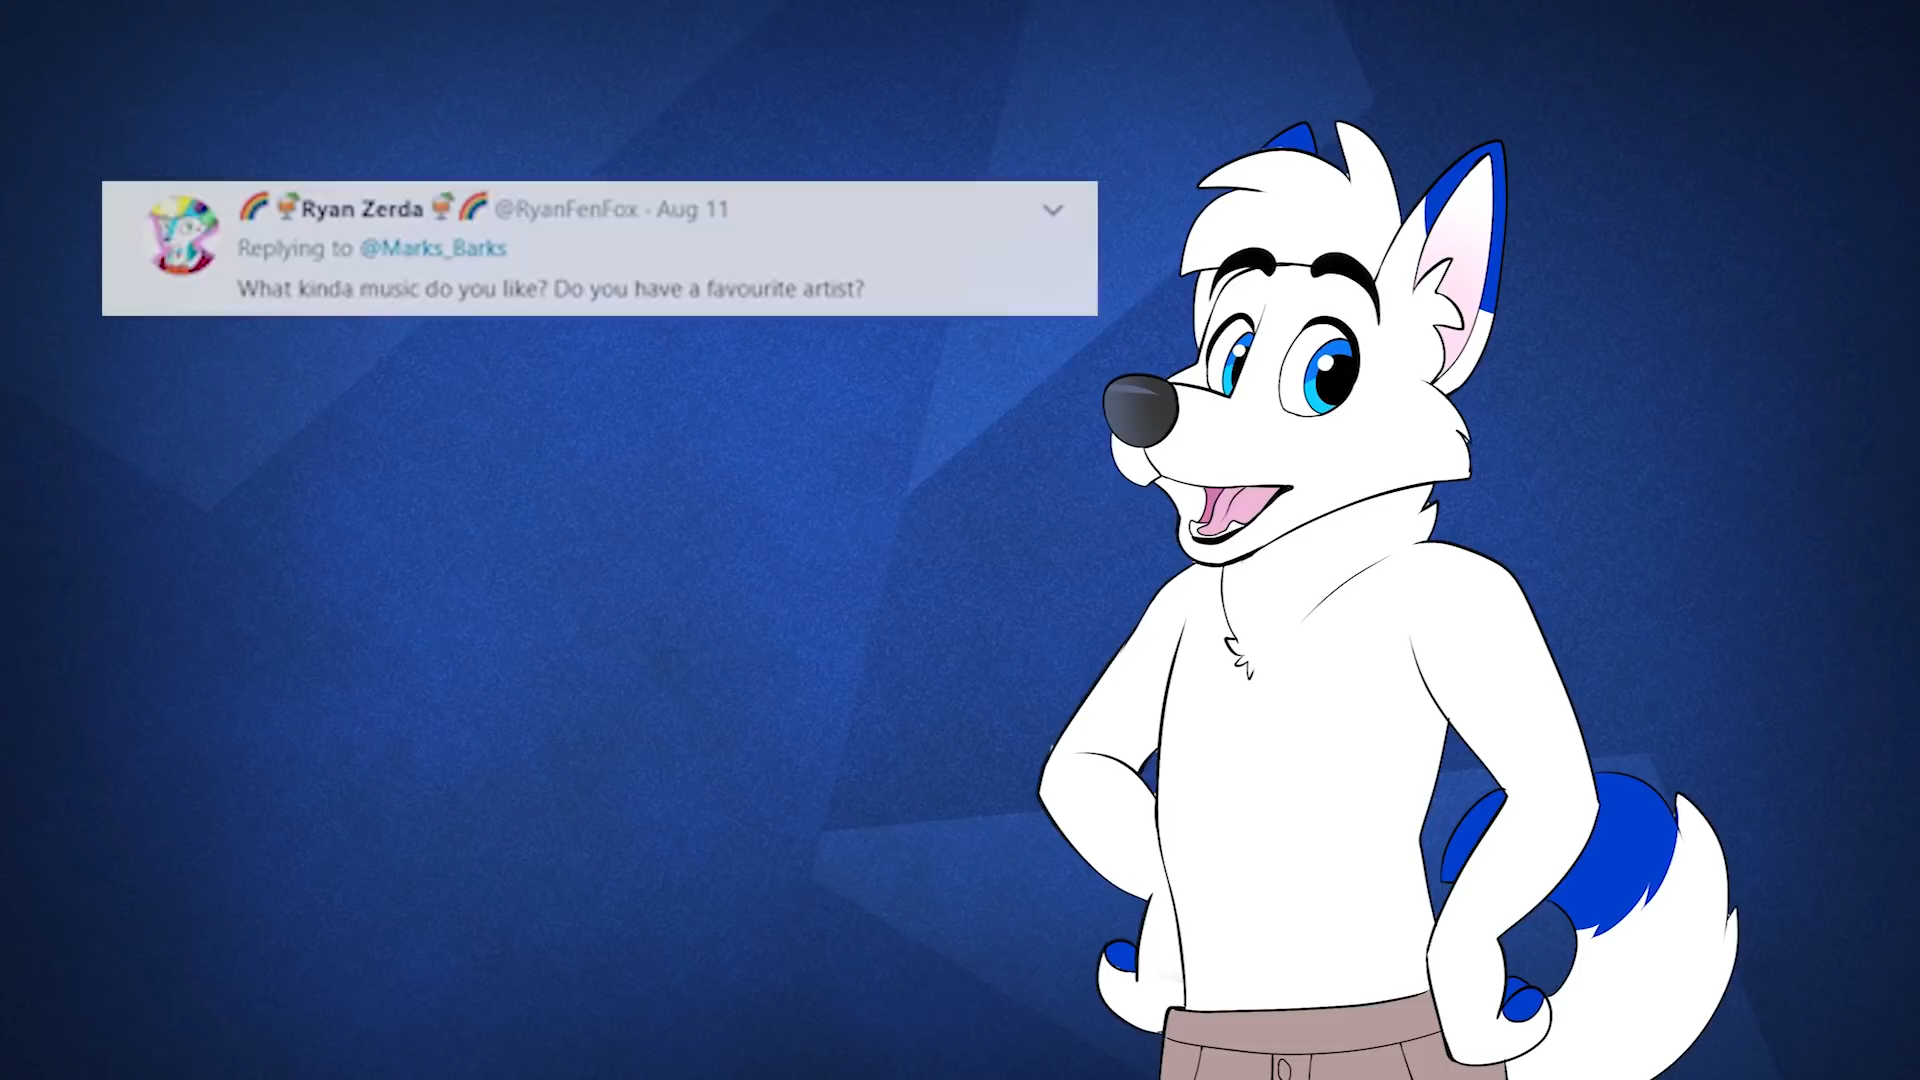 🌈🍹Ryan Zerda🍹🌈 @RyanFenFox - Aug 11
Replying to @Marks_Barks
What kinda music do you like? Do you have a favourite artist?